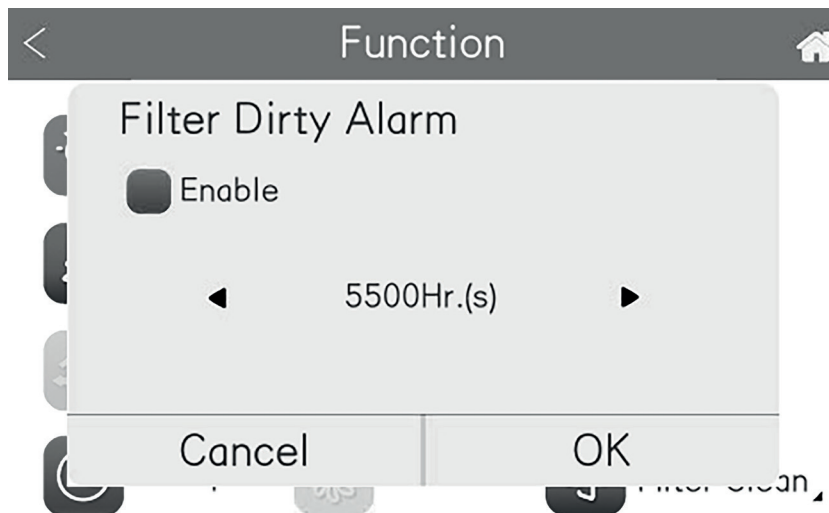 Function
Filter Dirty Alarm
Enable
5500Hr.(s)
Cancel
OK